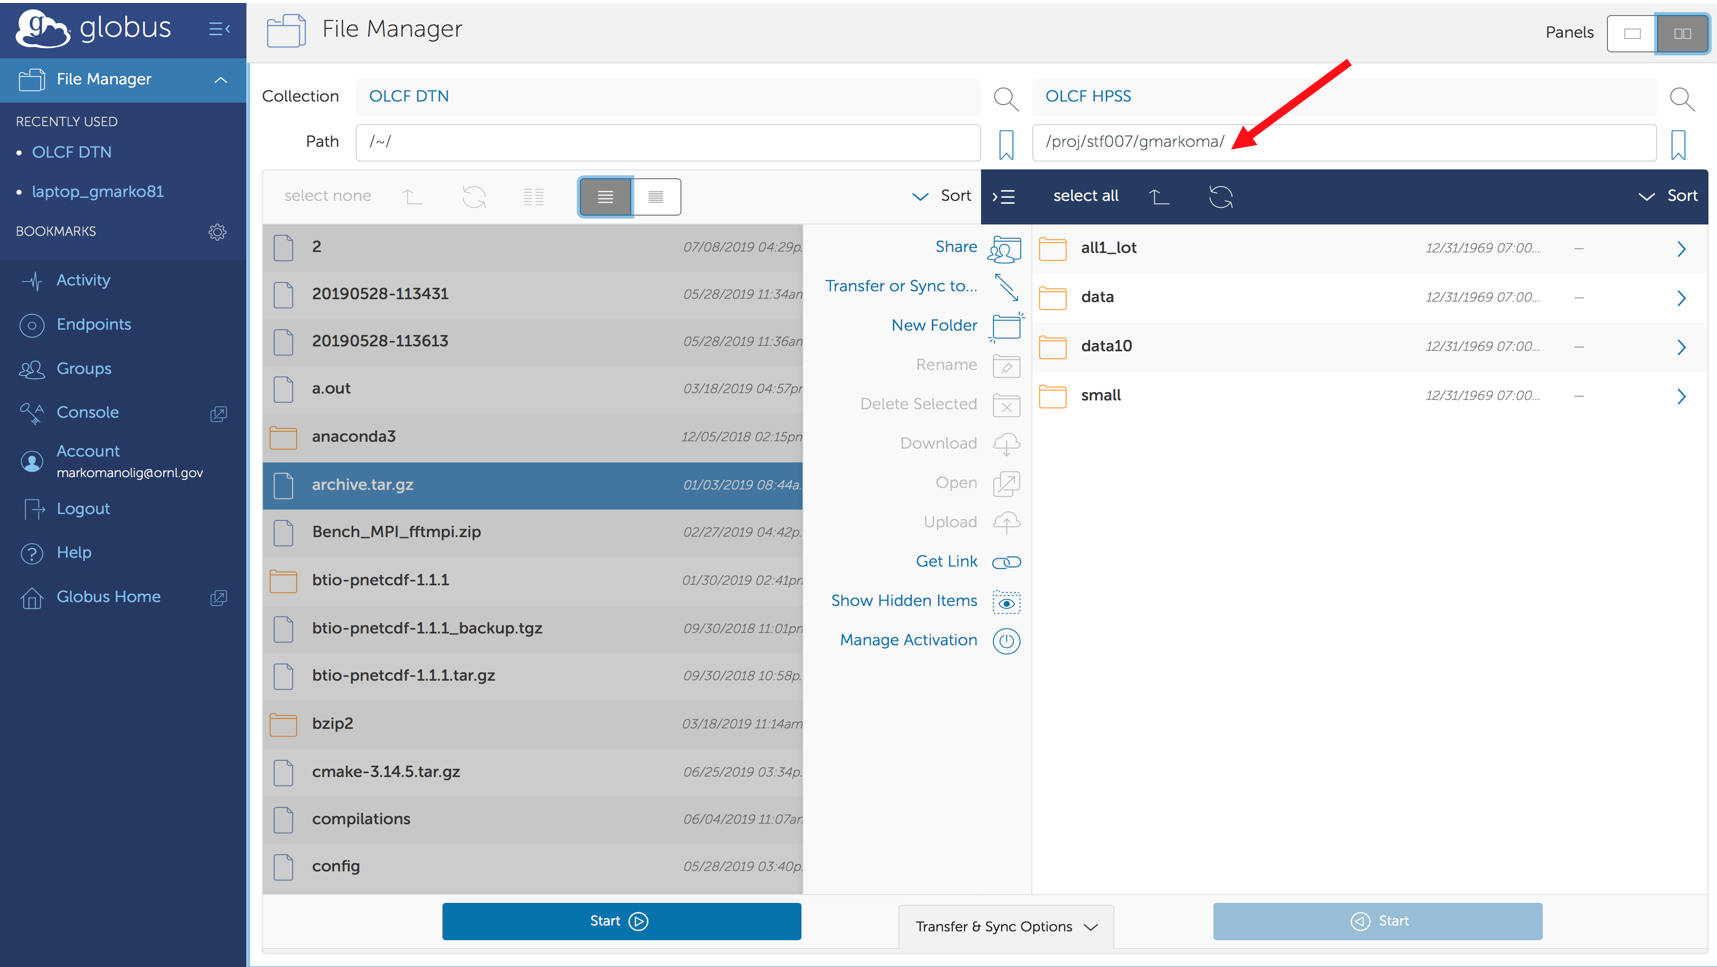 globus
File Manager
RECENTLY USED
OLCF DTN
laptop_gmarko81
BOOKMARKS
Activity
Endpoints
Groups
Console
Account
markomanolig@ornl.gov
Logout
Help
Globus Home
File Manager
Panels
Collection
OLCF DTN
OLCF HPSS
Path
/~/
/proj/stf007/gmarkoma/
select none
Sort
select all
Sort
2 07/08/2019 04:29p.
20190528-113431 05/28/2019 11:34an
20190528-113613 05/28/2019 11:36an
a.out 03/18/2019 04:57pr
anaconda3 12/05/2018 02:15pn
archive.tar.gz 01/03/2019 08:44a.
Bench_MPI_fftmpi.zip 02/27/2019 04:42p.
btio-pnetcdf-1.1.1 01/30/2019 02:41pn
btio-pnetcdf-1.1.1_backup.tgz 09/30/2018 11:01pn
btio-pnetcdf-1.1.1.tar.gz 09/30/2018 10:58p.
bzip2 03/18/2019 11:14am
cmake-3.14.5.tar.gz 06/25/2019 03:34p.
compilations 06/04/2019 11:07an
config 05/28/2019 03:40p.
Share
Transfer or Sync to...
New Folder
Rename
Delete Selected
Download
Open
Upload
Get Link
Show Hidden Items
Manage Activation
all1_lot 12/31/1969 07:00... —
data 12/31/1969 07:00... —
data10 12/31/1969 07:00... —
small 12/31/1969 07:00... —
Start
Transfer & Sync Options
Start